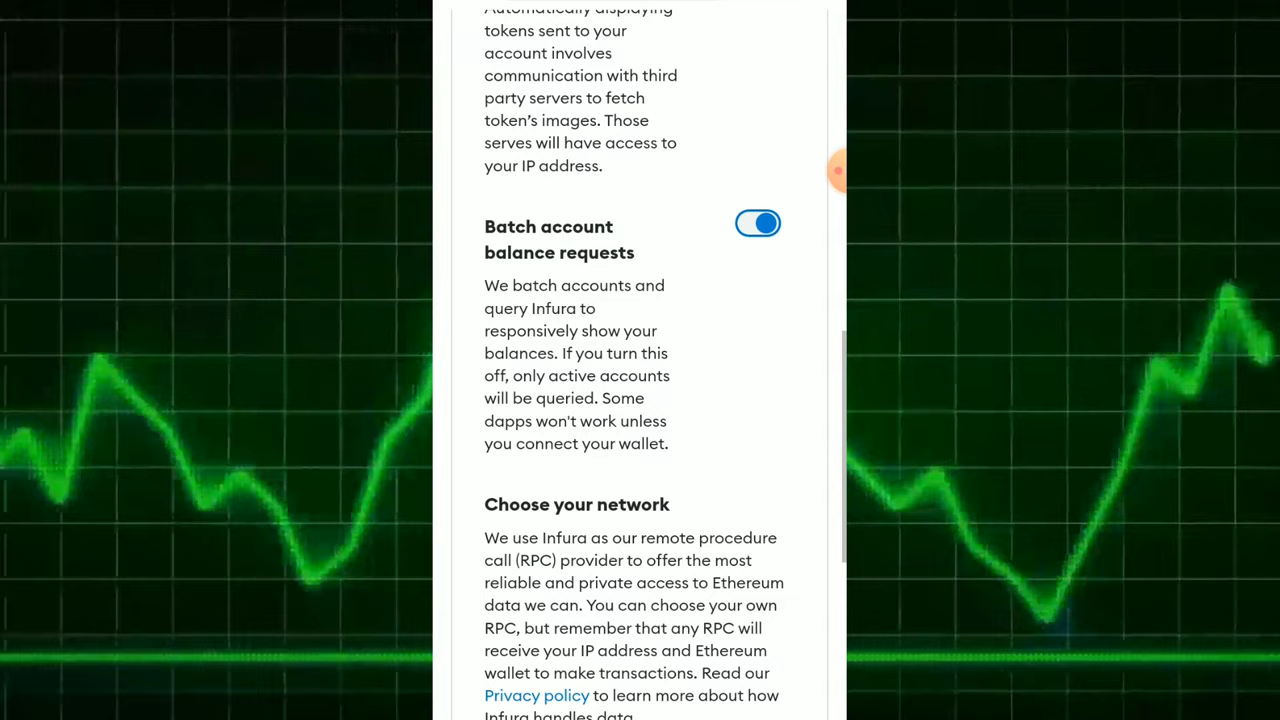 Automatically displaying
tokens sent to your
account involves
communication with third
party servers to fetch
token’s images. Those
serves will have access to
your IP address.
Batch account
balance requests
We batch accounts and
query Infura to
responsively show your
balances. If you turn this
off, only active accounts
will be queried. Some
dapps won't work unless
you connect your wallet.
Choose your network
We use Infura as our remote procedure
call (RPC) provider to offer the most
reliable and private access to Ethereum
data we can. You can choose your own
RPC, but remember that any RPC will
receive your IP address and Ethereum
wallet to make transactions. Read our
Privacy policy to learn more about how
Infura handles data.